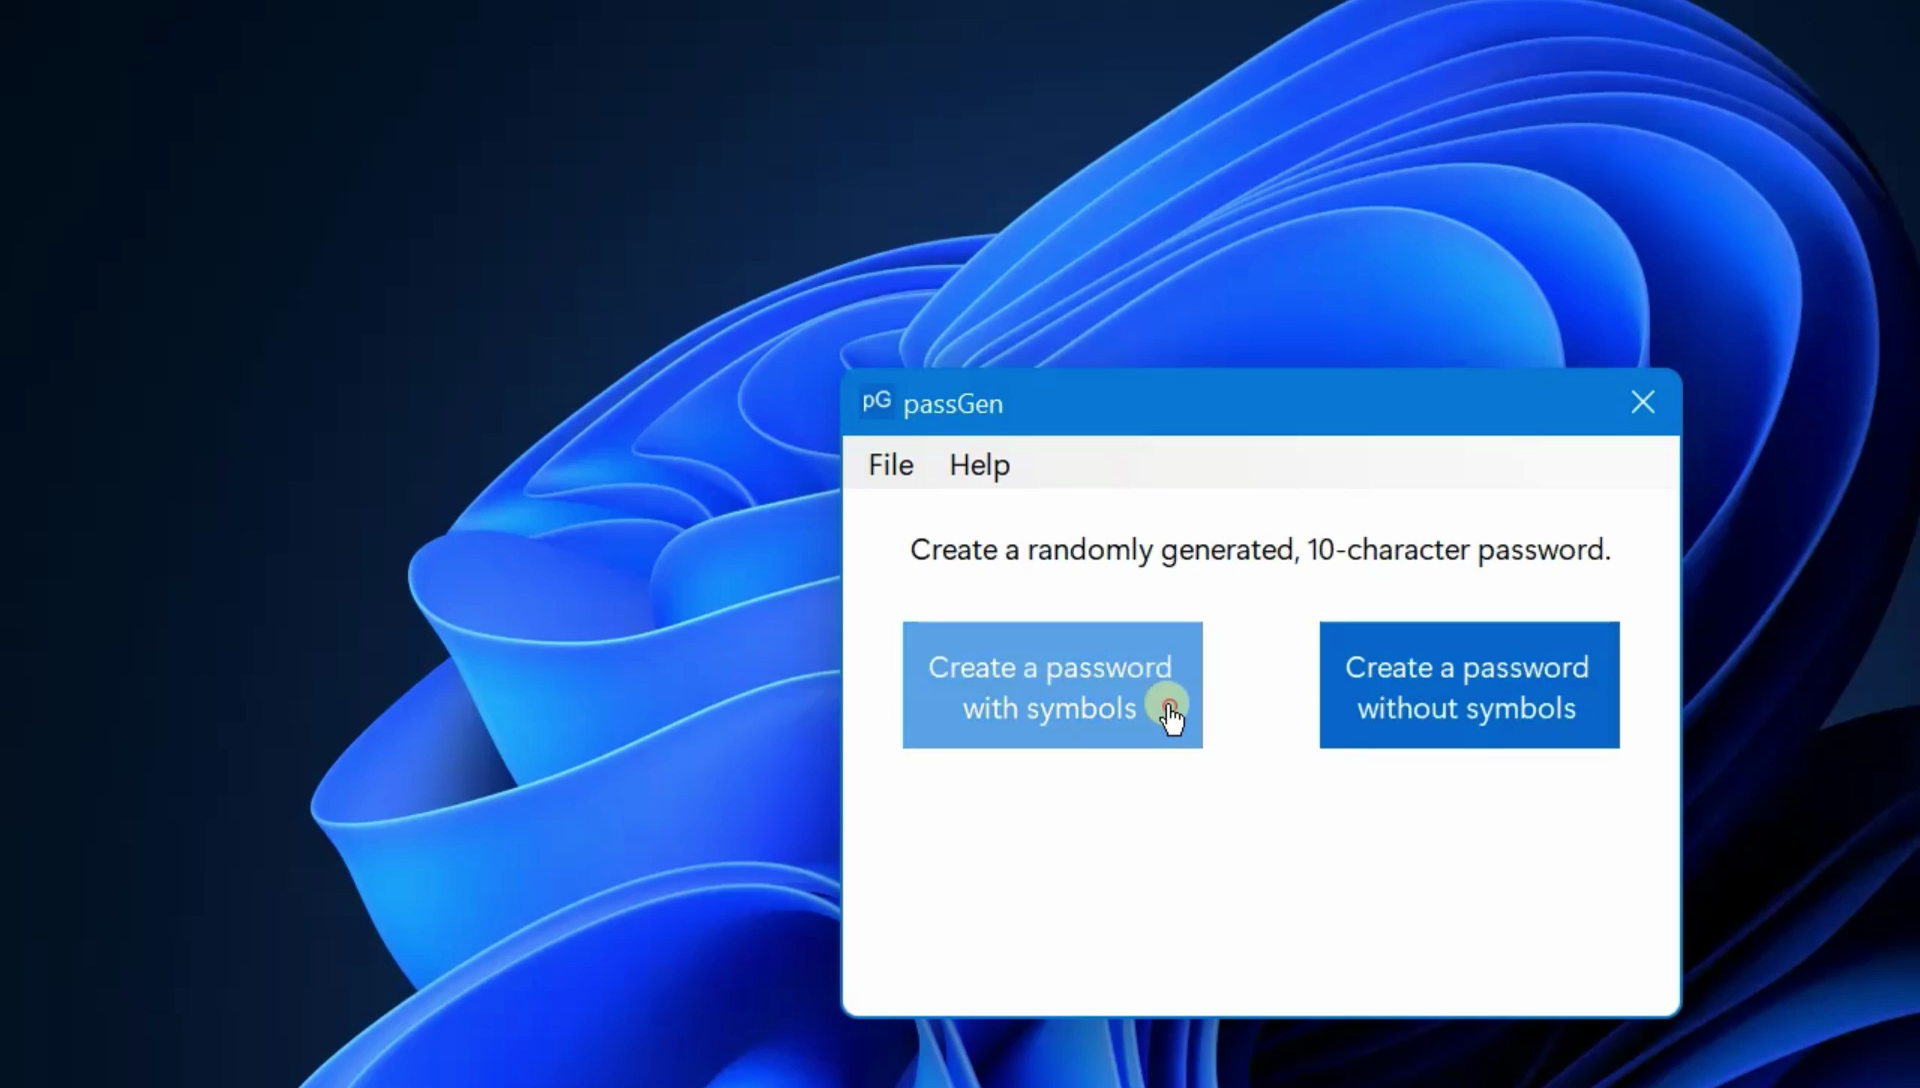 pG passGen
File Help
Create a randomly generated, 10-character password.
Create a password
with symbols
Create a password
without symbols